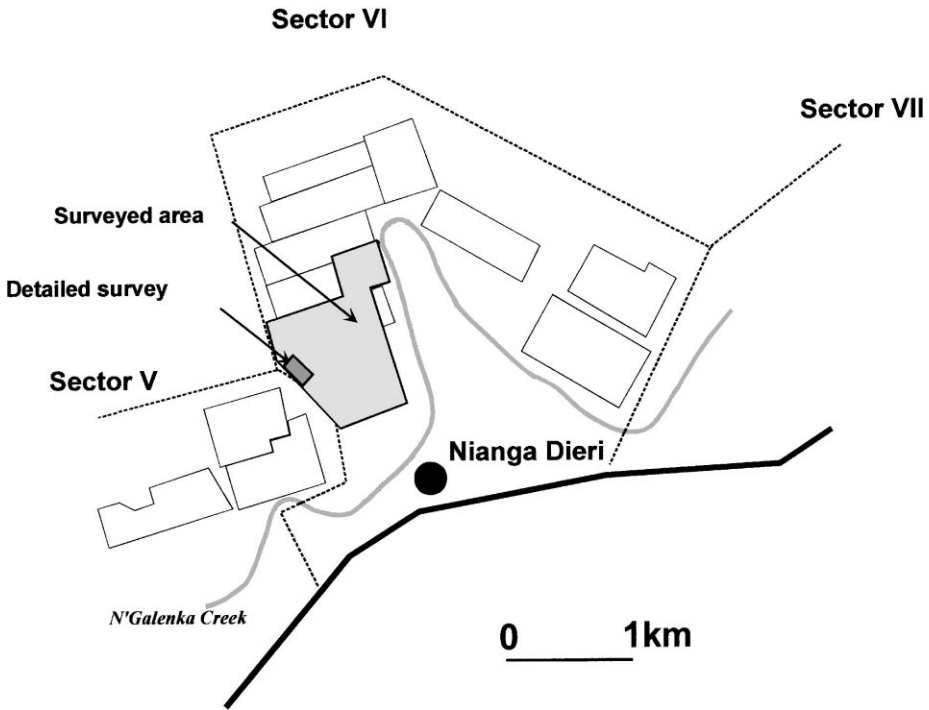 Sector VI
Sector VII
Surveyed area
Detailed survey
Sector V
Nianga Dieri
N'Galenka Creek
0 1km